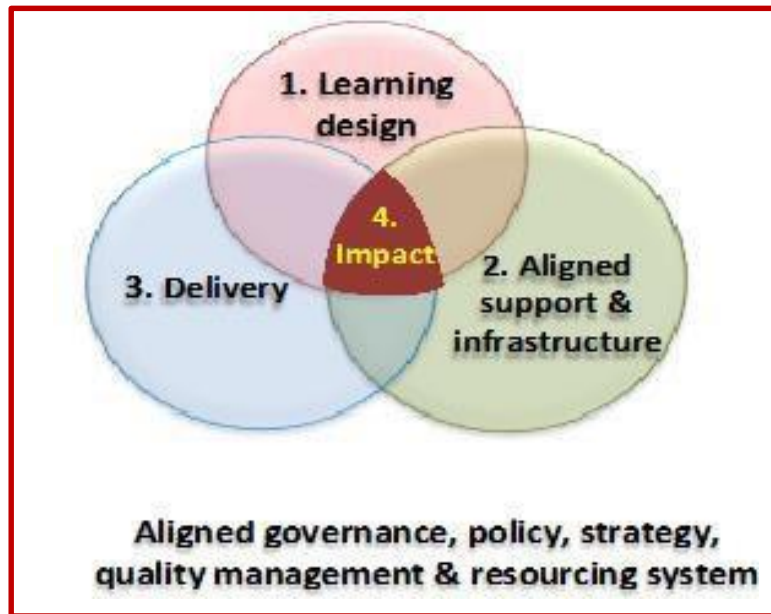 1. Learning
design
4.
Impact
3. Delivery
2. Aligned
support &
infrastructure
Aligned governance, policy, strategy,
quality management & resourcing system